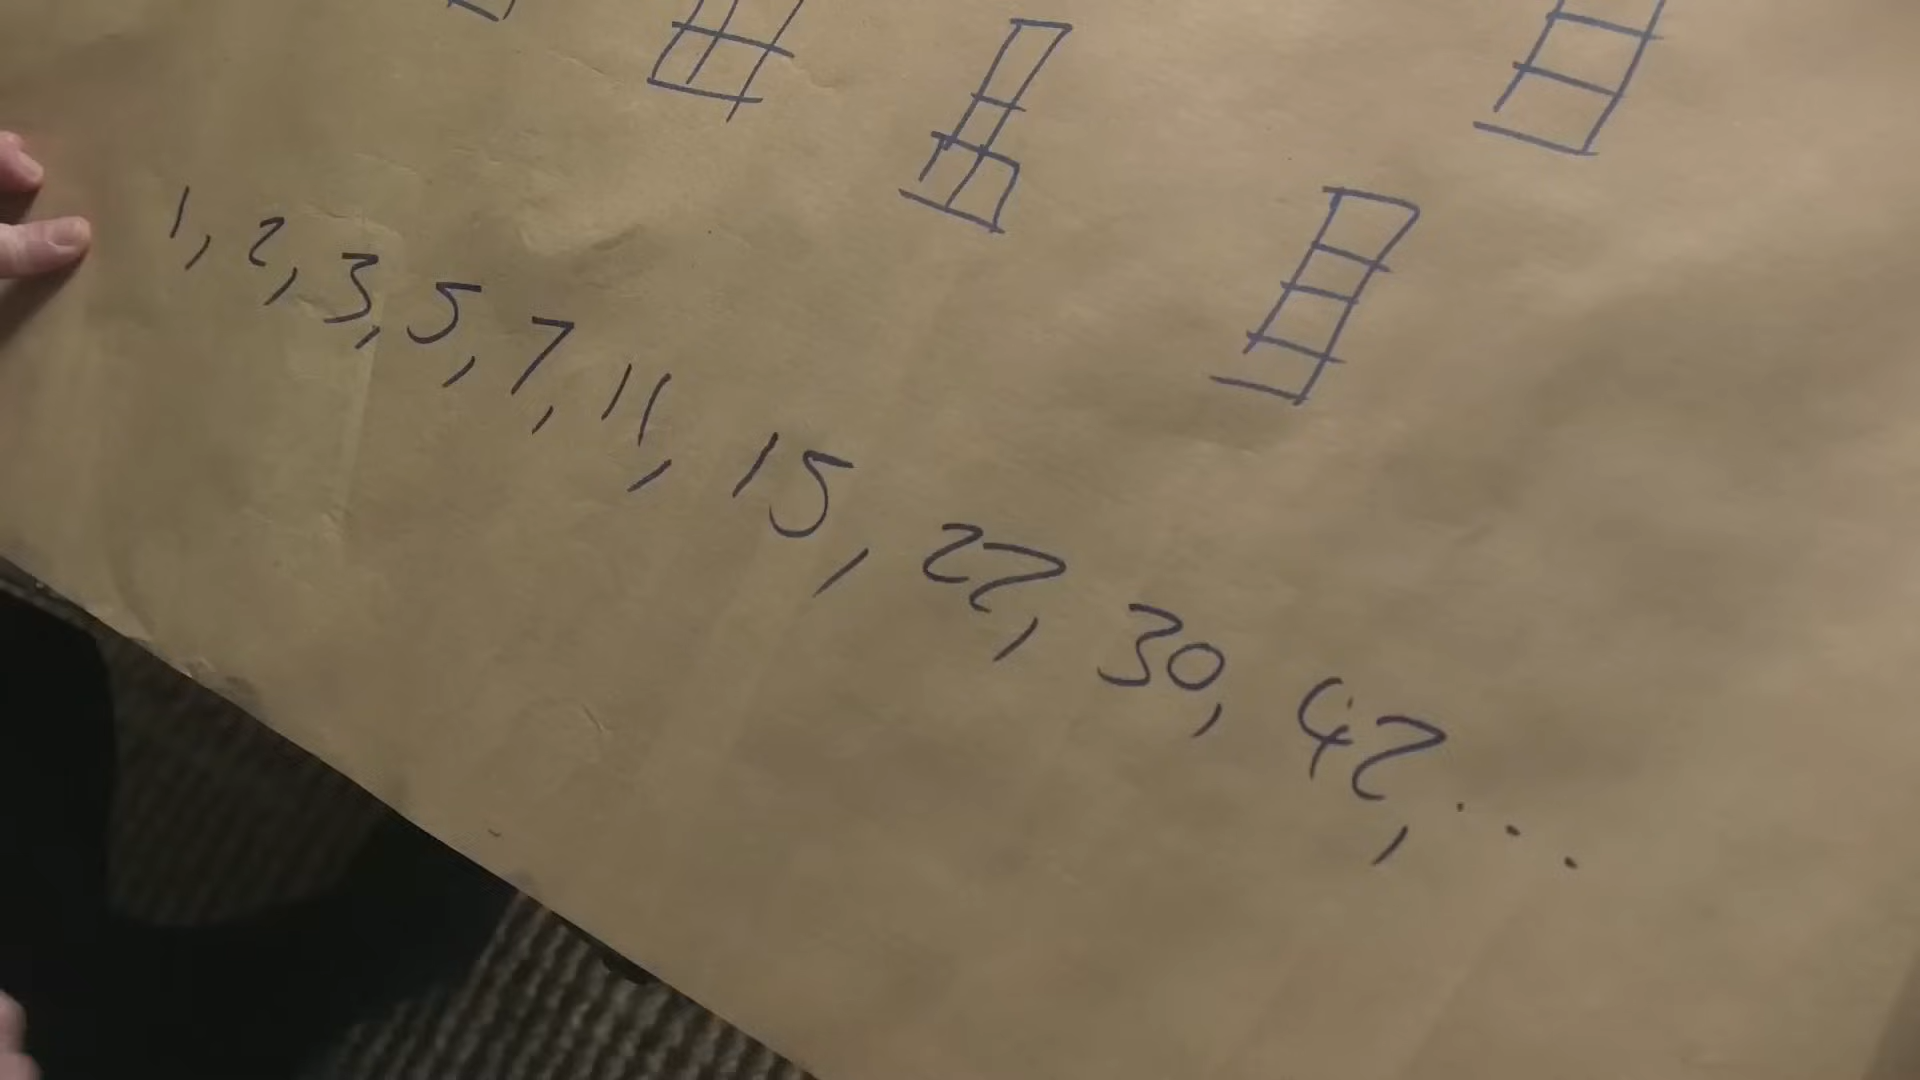 1, 2, 3, 5, 7, 11, 15, 22, 30, 42, ...